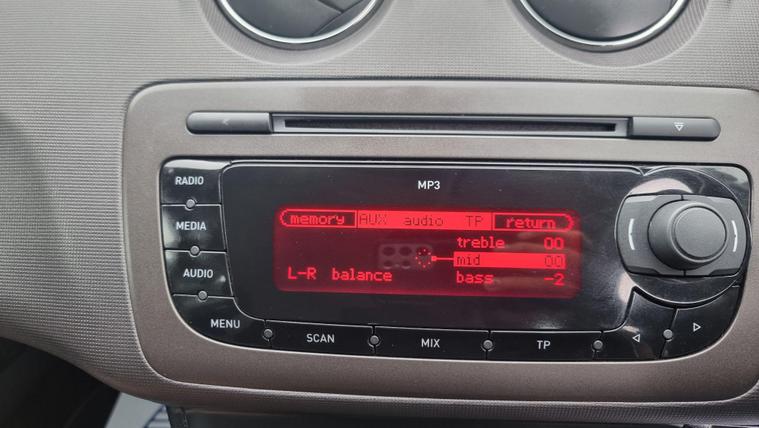 RADIO
MEDIA
AUDIO
MENU
MP3
memory AUX audio TP return
treble 00
mid 00
L-R balance bass -2
SCAN MIX TP